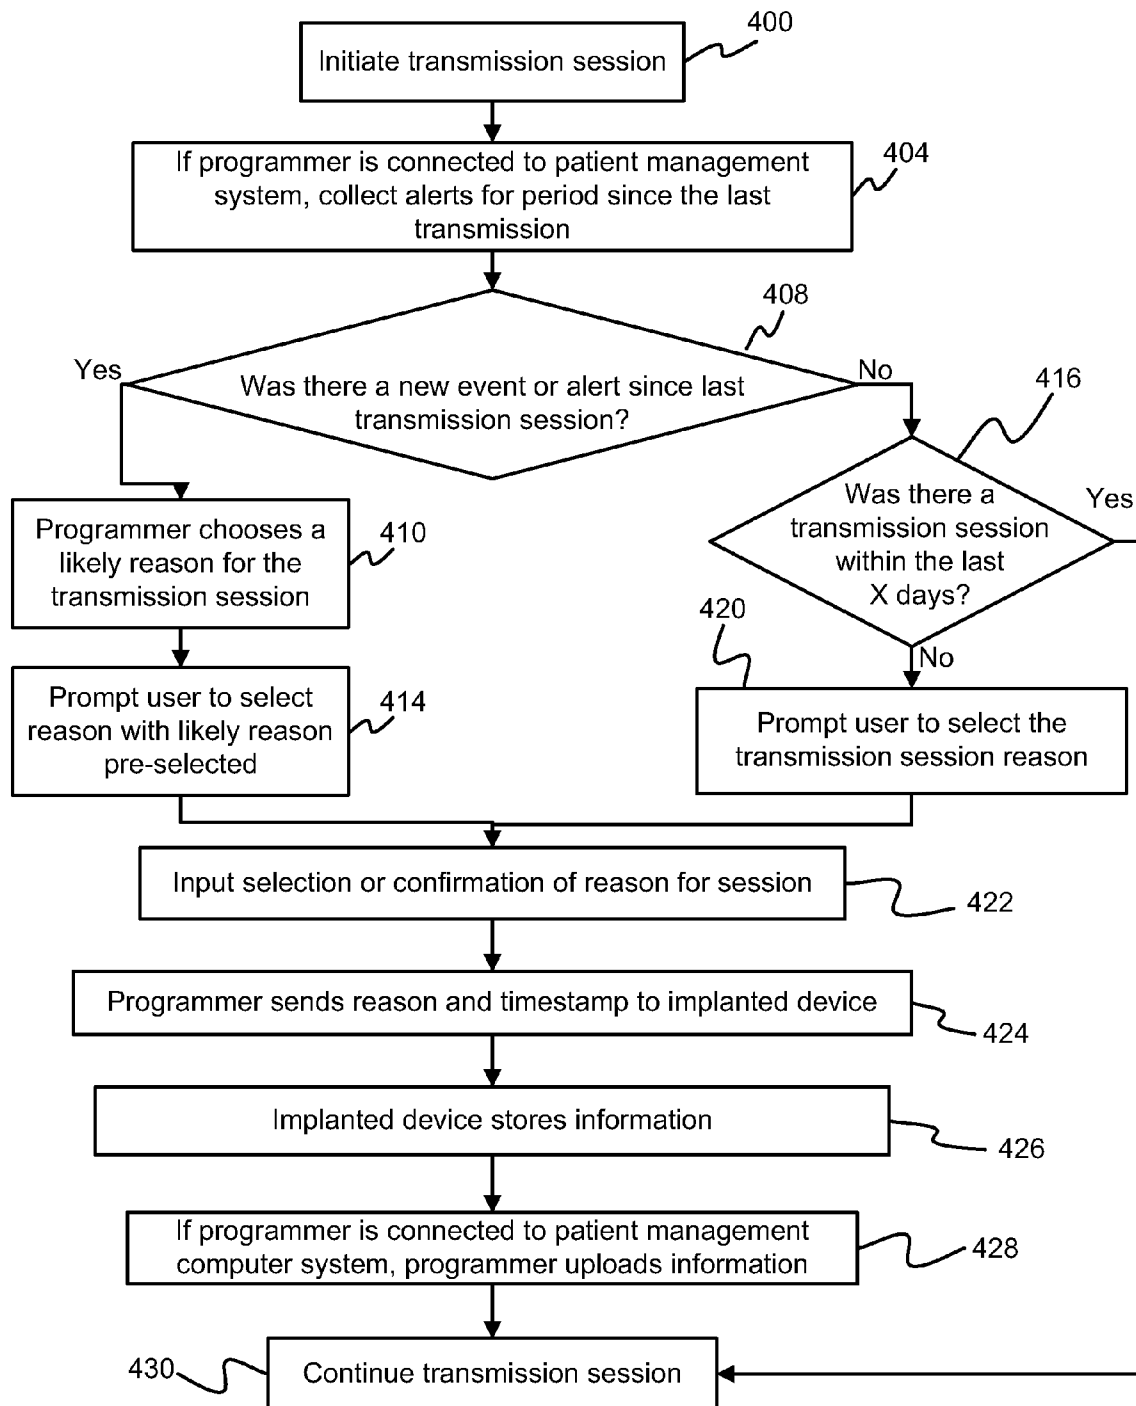 400
Initiate transmission session
If programmer is connected to patient management
system, collect alerts for period since the last
transmission
404
408
Yes
No
Was there a new event or alert since last
transmission session?
416
Was there a
transmission session
within the last
X days?
Yes
Programmer chooses a
likely reason for the
transmission session
410
420
No
Prompt user to select
reason with likely reason
pre-selected
414
Prompt user to select the
transmission session reason
Input selection or confirmation of reason for session
422
Programmer sends reason and timestamp to implanted device
424
Implanted device stores information
426
If programmer is connected to patient management
computer system, programmer uploads information
428
430
Continue transmission session